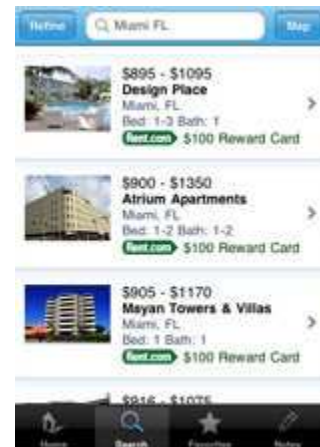 Refine
Miami FL
Map
$895 - $1095
Design Place
Miami, FL
Bed: 1-3 Bath: 1
Rent.com $100 Reward Card
$900 - $1350
Atrium Apartments
Miami, FL
Bed: 1-2 Bath: 1-2
Rent.com $100 Reward Card
$905 - $1170
Mayan Towers & Villas
Miami, FL
Bed: 1 Bath: 1
Rent.com $100 Reward Card
$916 - $1075
Home
Search
Favorites
Notes